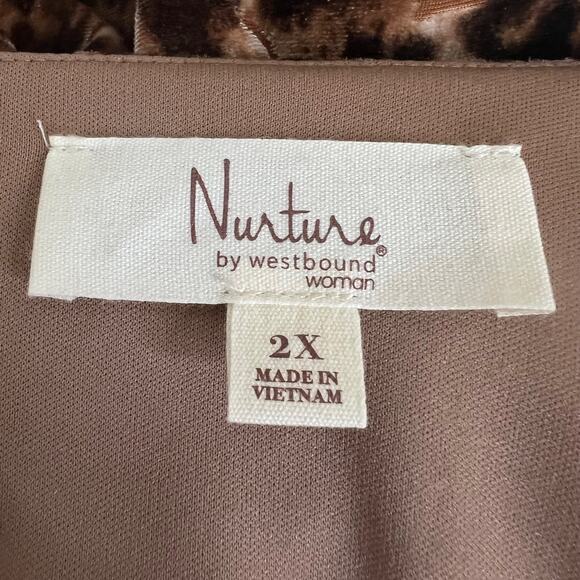 Nurture
by westbound®
woman
2X
MADE IN
VIETNAM